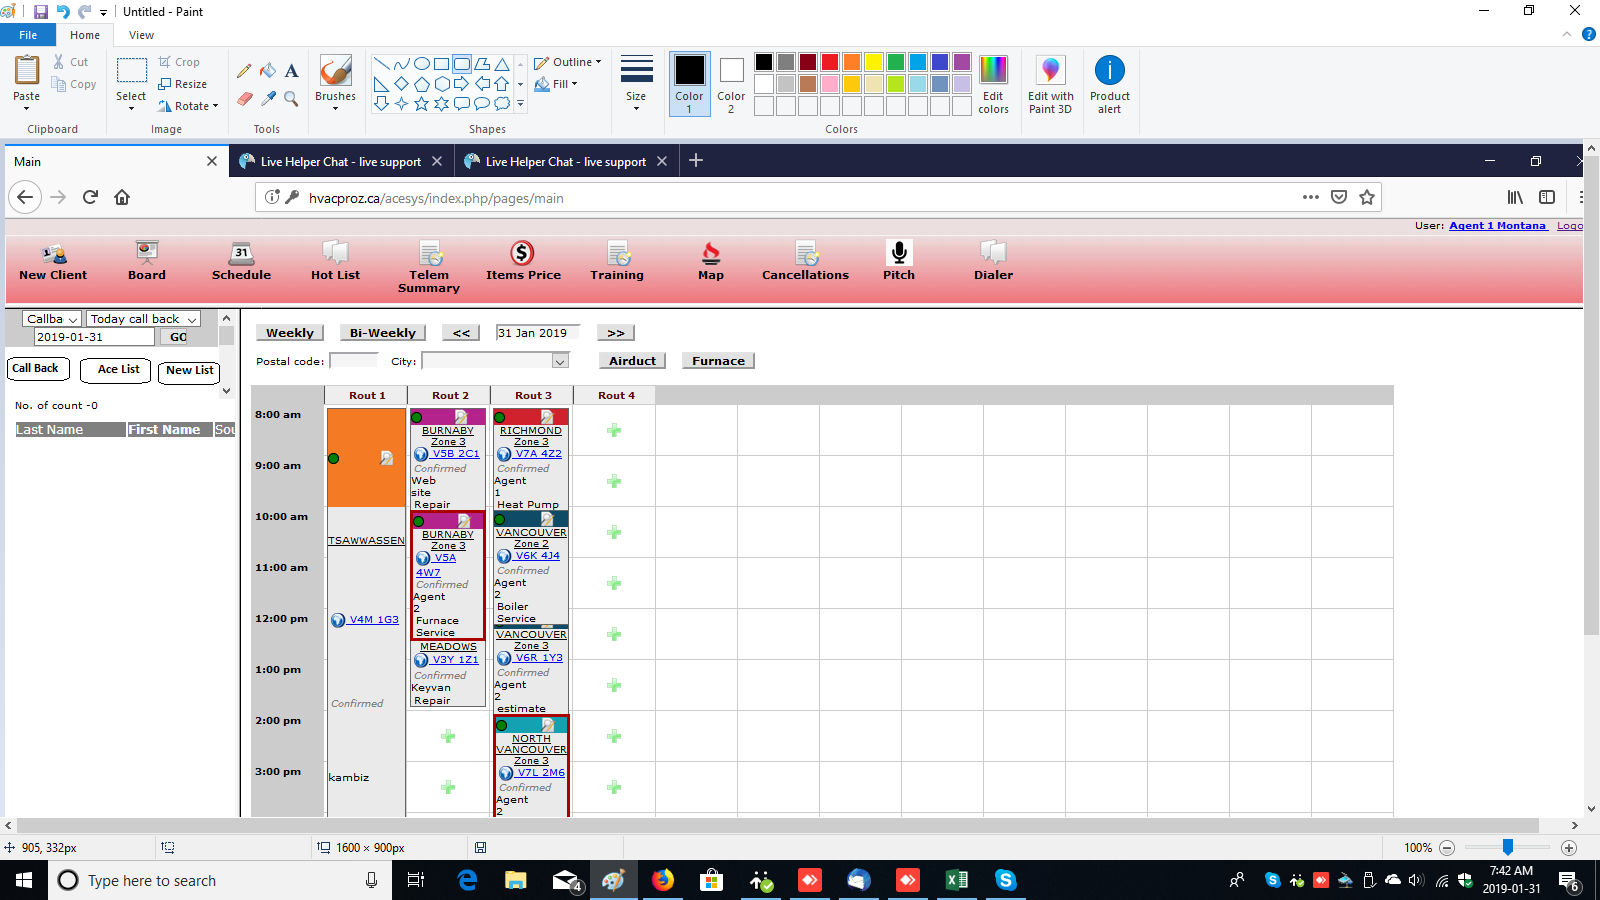 Untitled - Paint
File
Home
View
Paste
Cut
Copy
Clipboard
Select
Crop
Resize
Rotate
Image
A
Tools
Brushes
Outline
Fill
Shapes
Size
Color 1
Color 2
Colors
Edit colors
Edit with Paint 3D
Product alert
Main
Live Helper Chat - live support
Live Helper Chat - live support
hvacproz.ca/acesys/index.php/pages/main
User: Agent 1 Montana Logo
New Client
Board
31
Schedule
Hot List
Telem Summary
$
Items Price
Training
Map
Cancellations
Pitch
Dialer
Callba
Today call back
2019-01-31
GO
Call Back
Ace List
New List
No. of count -0
Last Name
First Name
Sou
Weekly
Bi-Weekly
<<
31 Jan 2019
>>
Postal code:
City:
Airduct
Furnace
Rout 1
Rout 2
Rout 3
Rout 4
8:00 am
9:00 am
10:00 am
11:00 am
12:00 pm
1:00 pm
2:00 pm
3:00 pm
TSAWWASSEN
V4M 1G3
Confirmed
kambiz
BURNABY
Zone 3
V5B 2C1
Confirmed
Web
site
Repair
BURNABY
Zone 3
V5A
4W7
Confirmed
Agent
2
Furnace
Service
MEADOWS
V3Y 1Z1
Confirmed
Keyvan
Repair
RICHMOND
Zone 3
V7A 4Z2
Confirmed
Agent
1
Heat Pump
VANCOUVER
Zone 2
V6K 4J4
Confirmed
Agent
2
Boiler
Service
VANCOUVER
Zone 3
V6R 1Y3
Confirmed
Agent
2
estimate
NORTH
VANCOUVER
Zone 3
V7L 2M6
Confirmed
Agent
2
905, 332px
1600 × 900px
100%
Type here to search
4
7:42 AM
2019-01-31
6